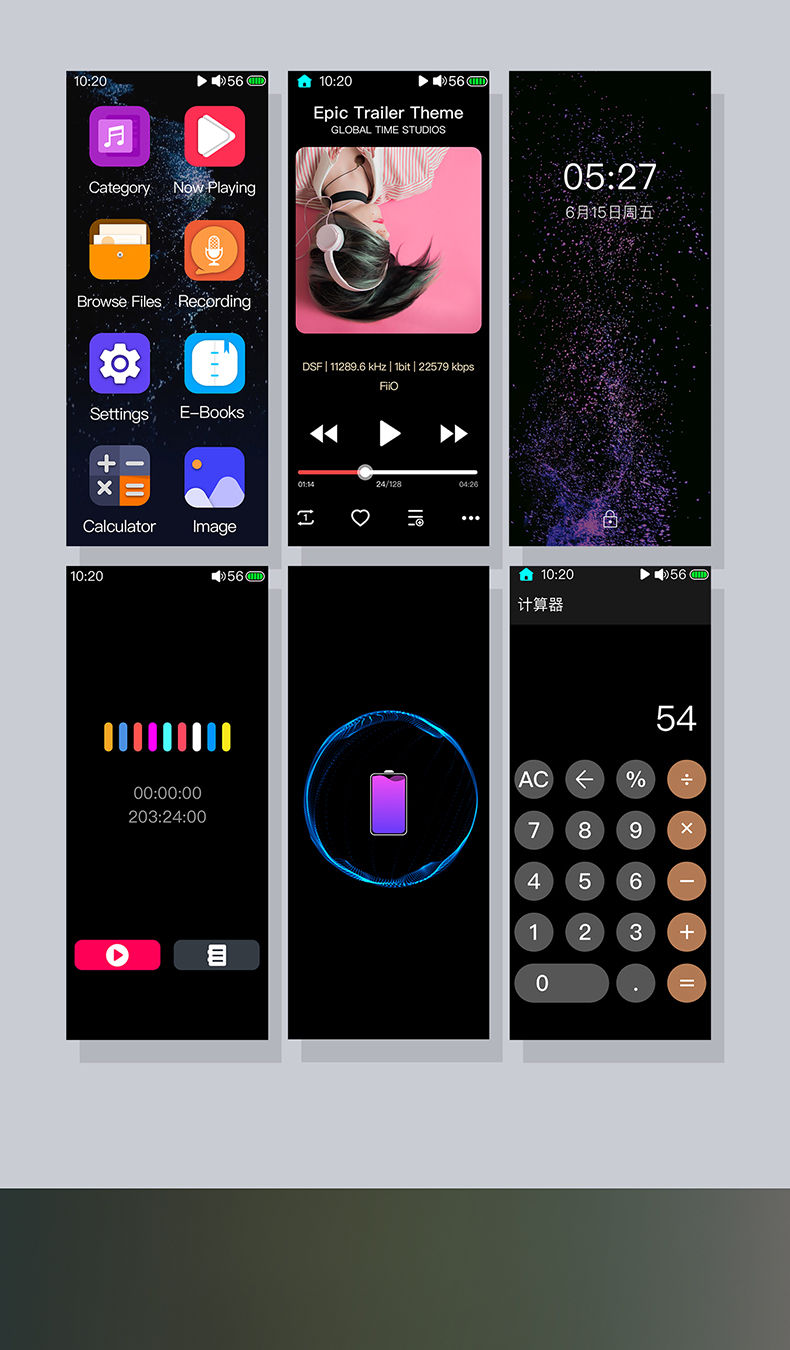 10:20 56
Category Now Playing
Browse Files Recording
Settings E-Books
Calculator Image
10:20 56
Epic Trailer Theme
GLOBAL TIME STUDIOS
DSF | 11289.6 kHz | 1bit | 22579 kbps
FiiO
01:14 24/128 04:26
1
05:27
6月15日周五
10:20 56
00:00:00
203:24:00
10:20 56
计算器
54
AC ← % ÷
7 8 9 ×
4 5 6 −
1 2 3 +
0 . =